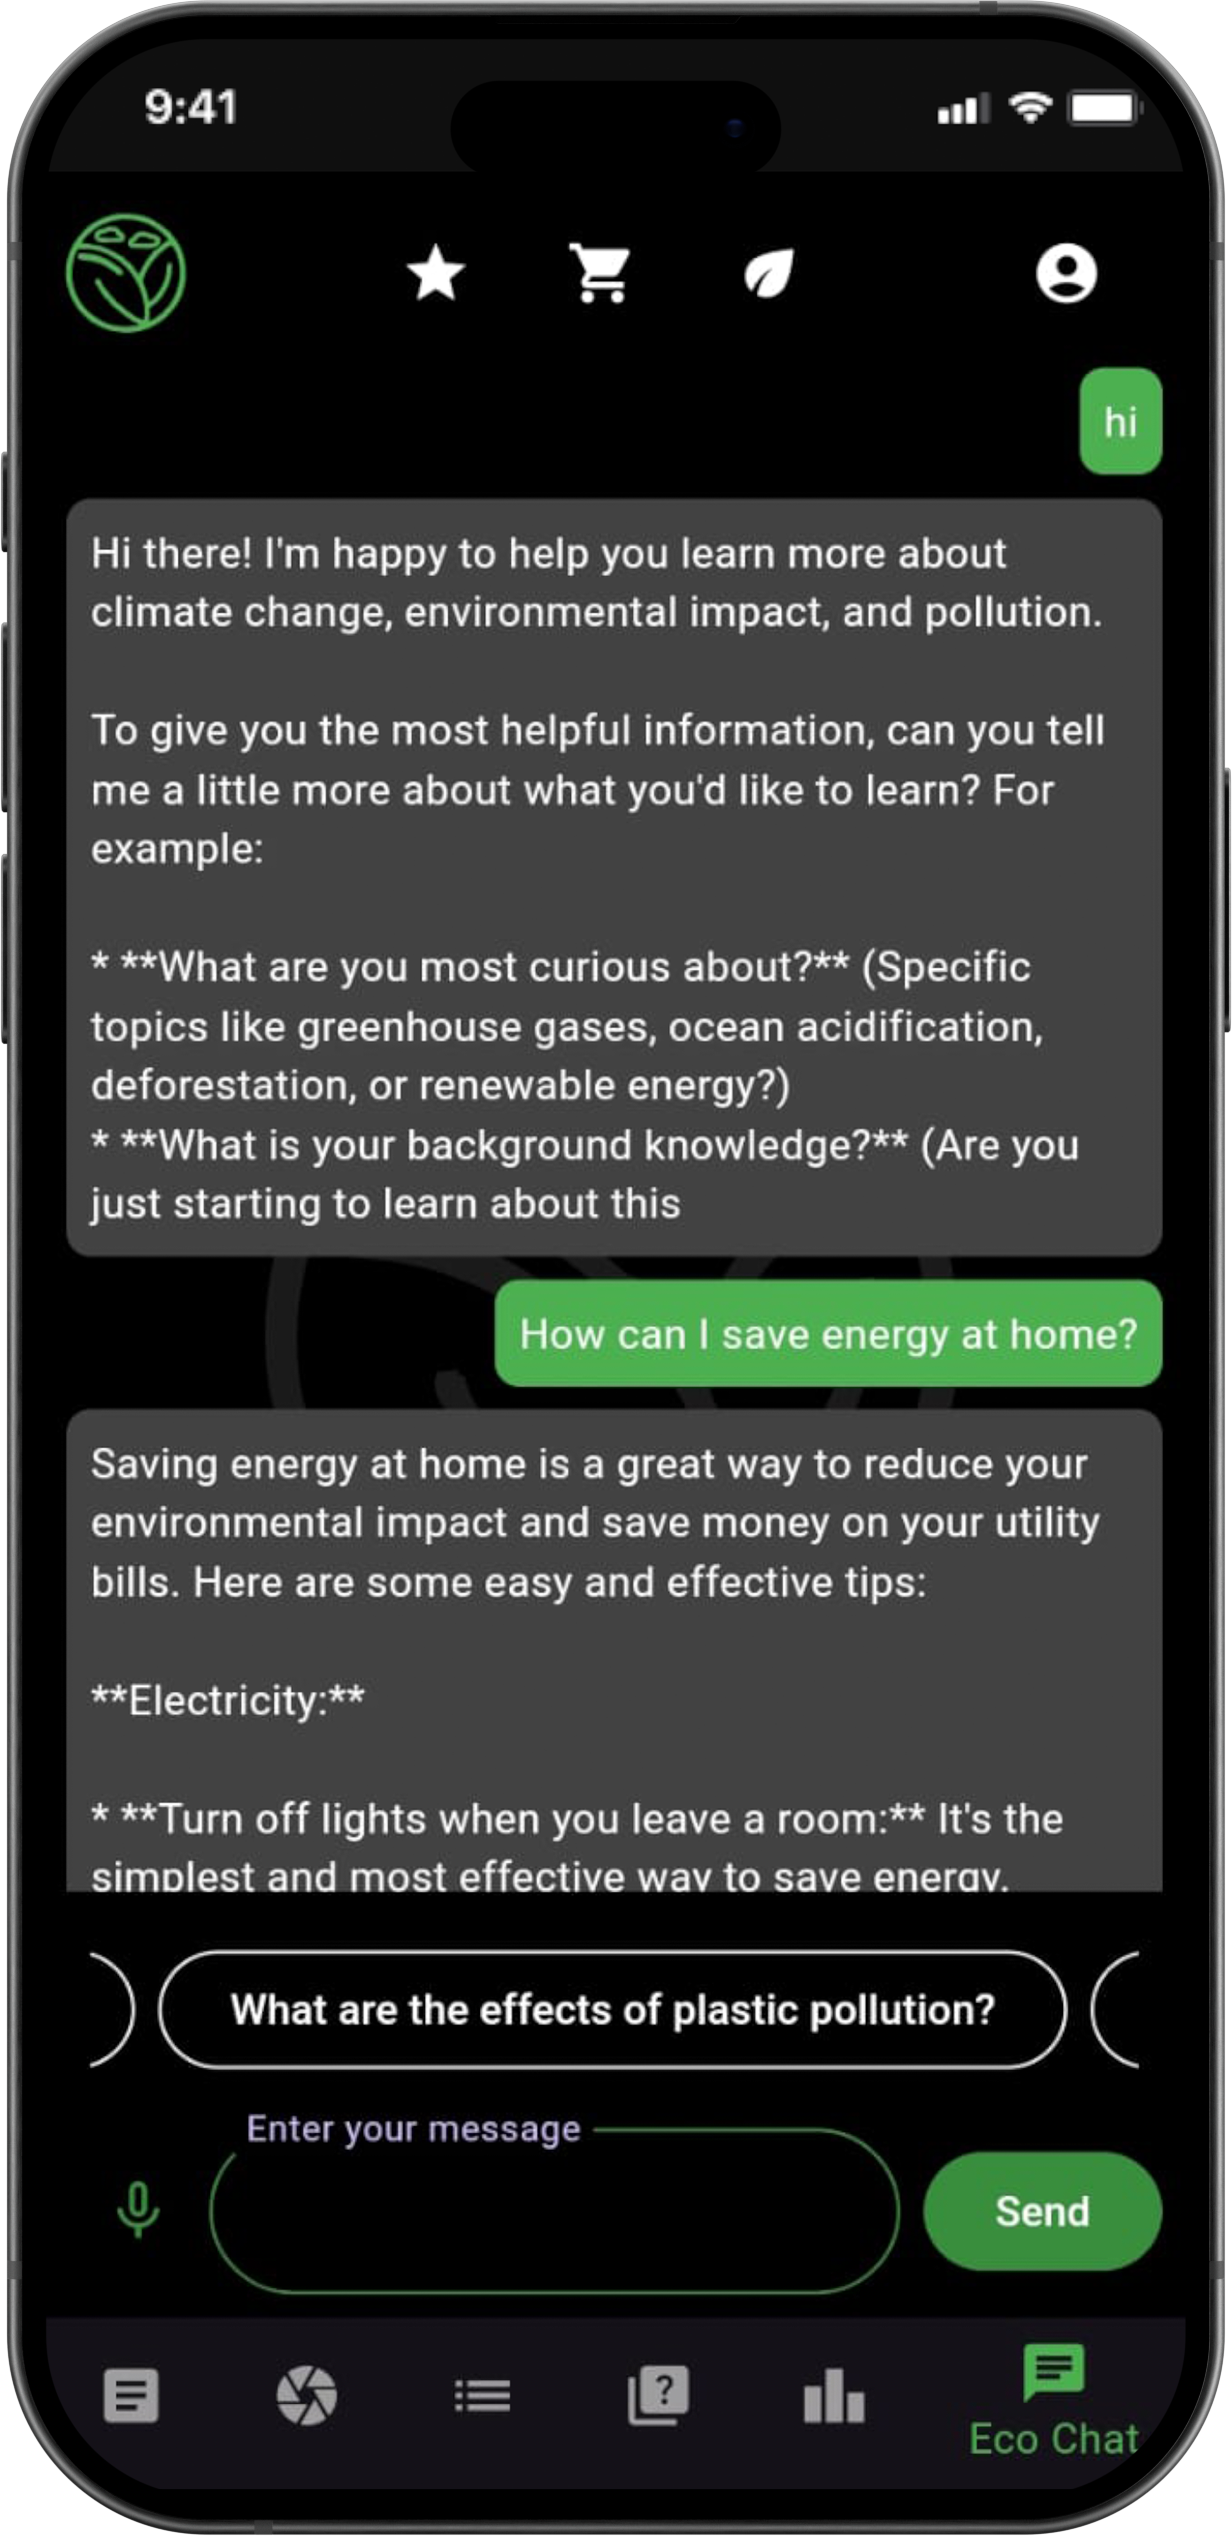 9:41
hi
Hi there! I'm happy to help you learn more about
climate change, environmental impact, and pollution.
To give you the most helpful information, can you tell
me a little more about what you'd like to learn? For
example:
* **What are you most curious about?** (Specific
topics like greenhouse gases, ocean acidification,
deforestation, or renewable energy?)
* **What is your background knowledge?** (Are you
just starting to learn about this
How can I save energy at home?
Saving energy at home is a great way to reduce your
environmental impact and save money on your utility
bills. Here are some easy and effective tips:
**Electricity:**
* **Turn off lights when you leave a room:** It's the
simplest and most effective way to save energy.
What are the effects of plastic pollution?
Enter your message
Send
?
Eco Chat